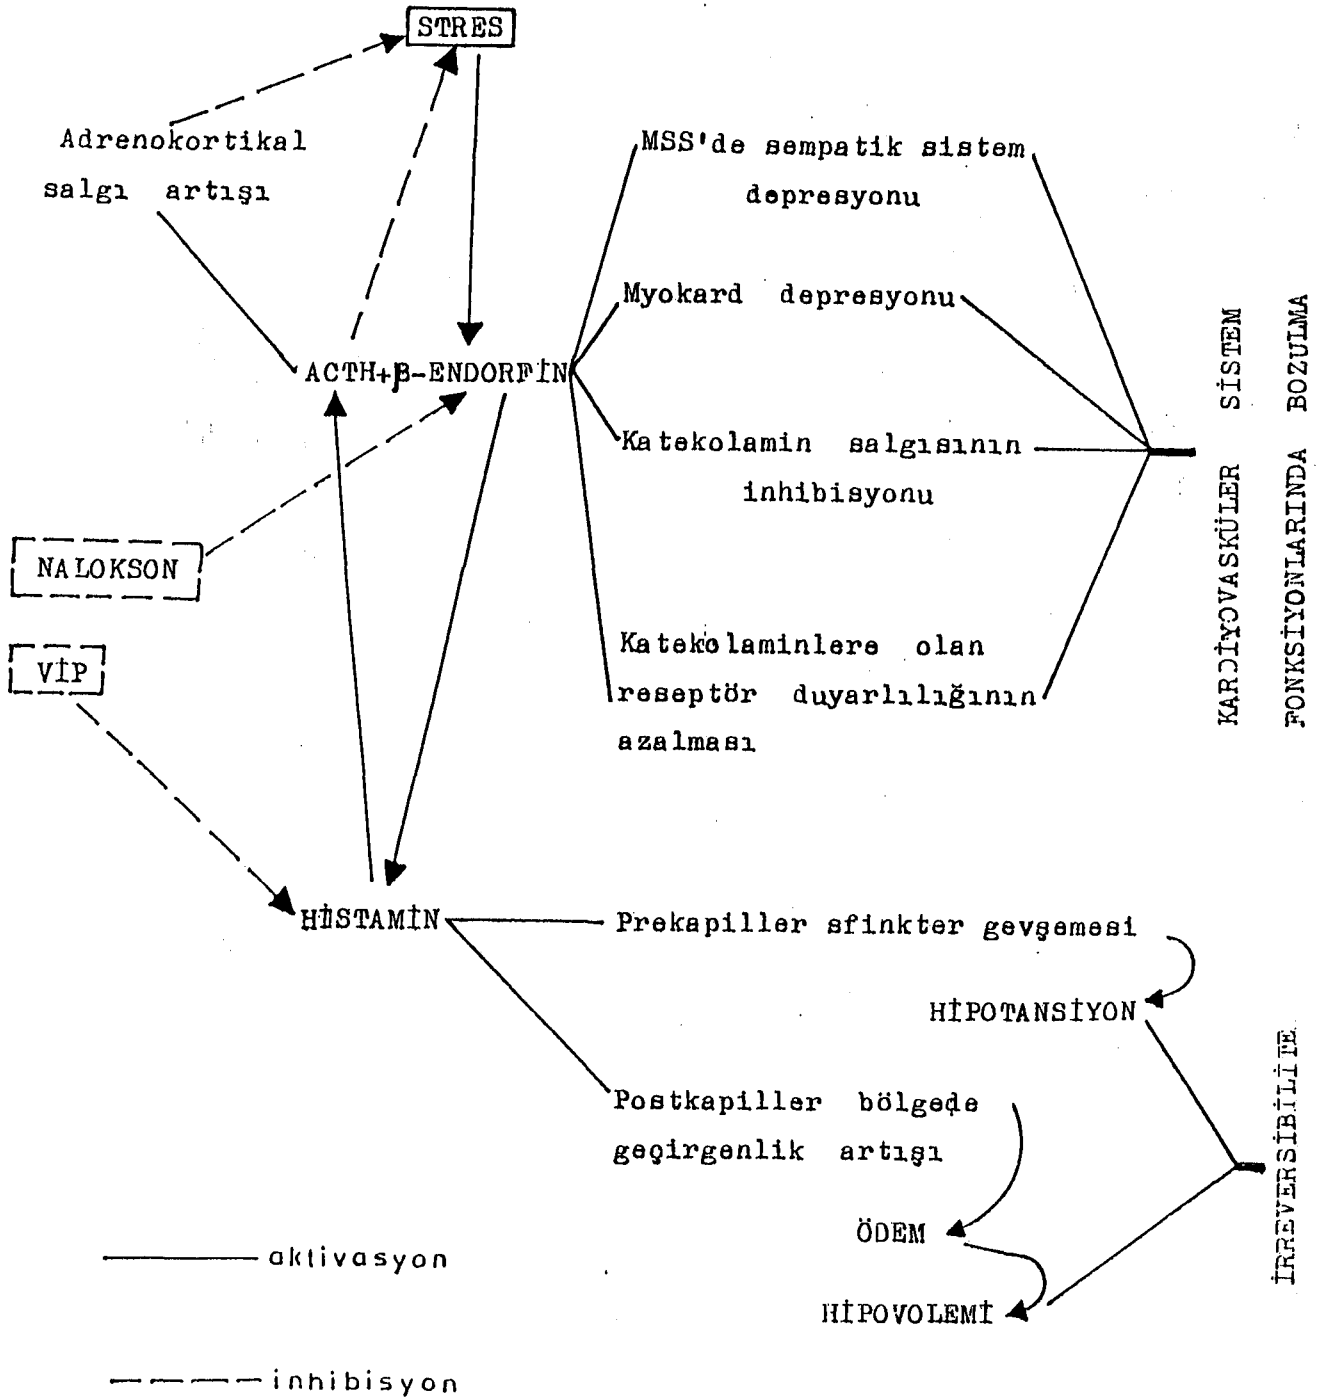 STRES
Adrenokortikal
salgı artışı
MSS'de sempatik sistem
depresyonu
Myokard depresyonu
ACTH+β-ENDORFİN
Katekolamin salgısının
inhibisyonu
KARDİYOVASKÜLER SİSTEM
FONKSİYONLARINDA BOZULMA
NALOKSON
VİP
Katekolaminlere olan
reseptör duyarlılığının
azalması
HİSTAMİN
Prekapiller sfinkter gevşemesi
HİPOTANSİYON
Postkapiller bölgede
geçirgenlik artışı
ÖDEM
HİPOVOLEMİ
İRREVERSİBİLİTE
aktivasyon
inhibisyon